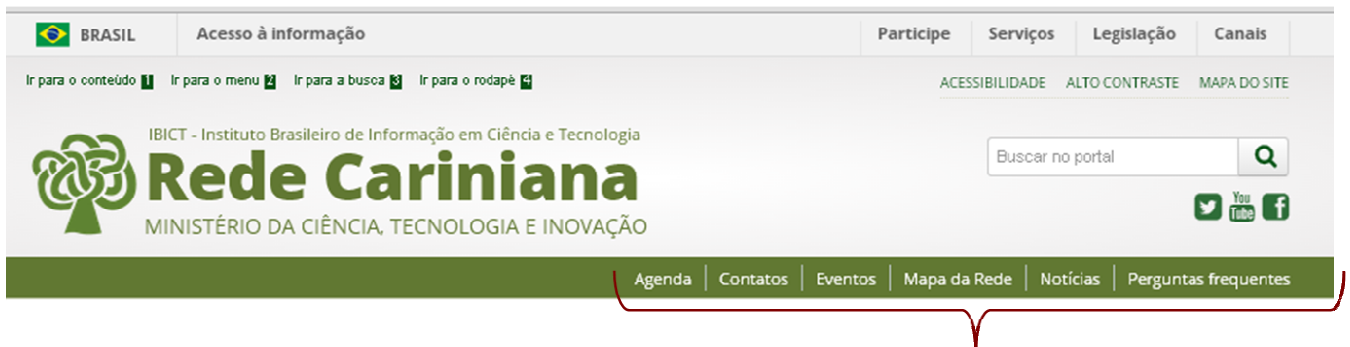 BRASIL Acesso à informação Participe Serviços Legislação Canais
Ir para o conteúdo 1 Ir para o menu 2 Ir para a busca 3 Ir para o rodapé 4 ACESSIBILIDADE ALTO CONTRASTE MAPA DO SITE
IBICT - Instituto Brasileiro de Informação em Ciência e Tecnologia
Rede Cariniana
MINISTÉRIO DA CIÊNCIA, TECNOLOGIA E INOVAÇÃO
Buscar no portal
You Tube
Agenda Contatos Eventos Mapa da Rede Notícias Perguntas frequentes